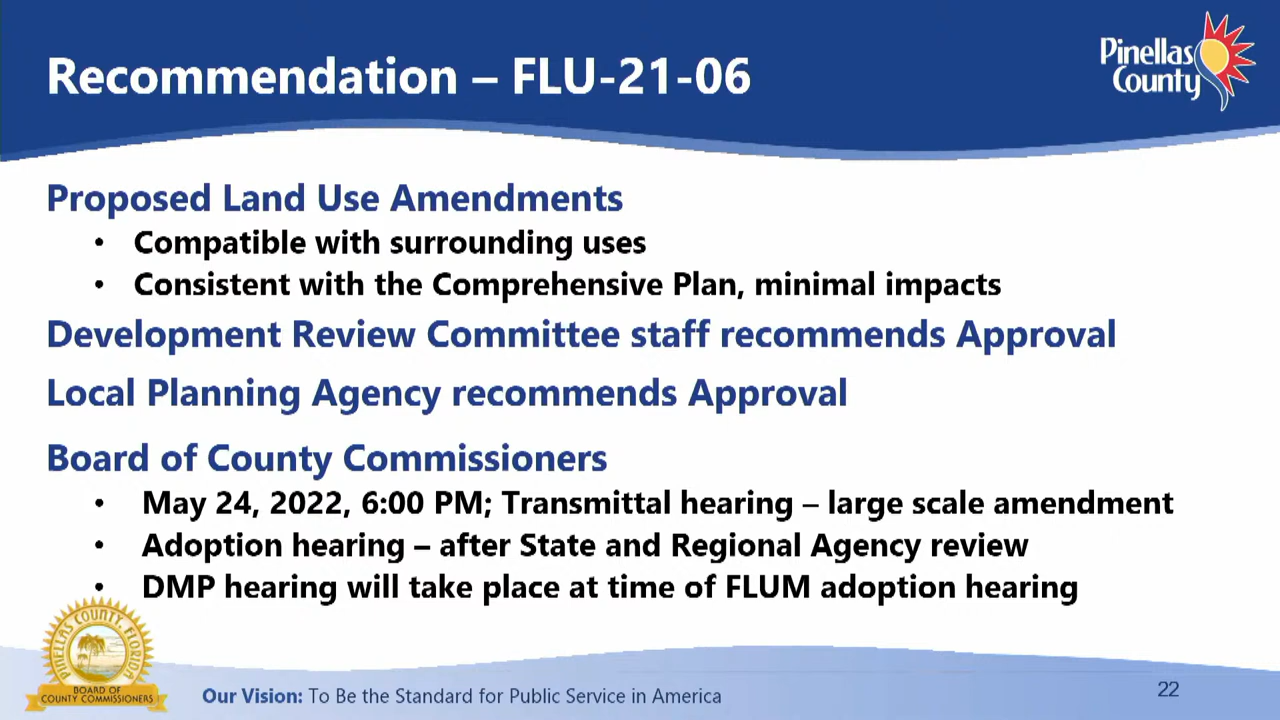 Recommendation – FLU-21-06
Pinellas
County
Proposed Land Use Amendments
• Compatible with surrounding uses
• Consistent with the Comprehensive Plan, minimal impacts
Development Review Committee staff recommends Approval
Local Planning Agency recommends Approval
Board of County Commissioners
• May 24, 2022, 6:00 PM; Transmittal hearing – large scale amendment
• Adoption hearing – after State and Regional Agency review
• DMP hearing will take place at time of FLUM adoption hearing
PINELLAS COUNTY, FLORIDA
BOARD OF
COUNTY COMMISSIONERS
Our Vision: To Be the Standard for Public Service in America
22